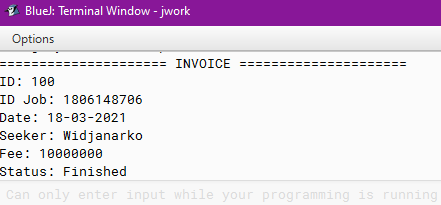 BlueJ: Terminal Window - jwork
Options
===================== INVOICE =====================
ID: 100
ID Job: 1806148706
Date: 18-03-2021
Seeker: Widjanarko
Fee: 10000000
Status: Finished
Can only enter input while your programming is running